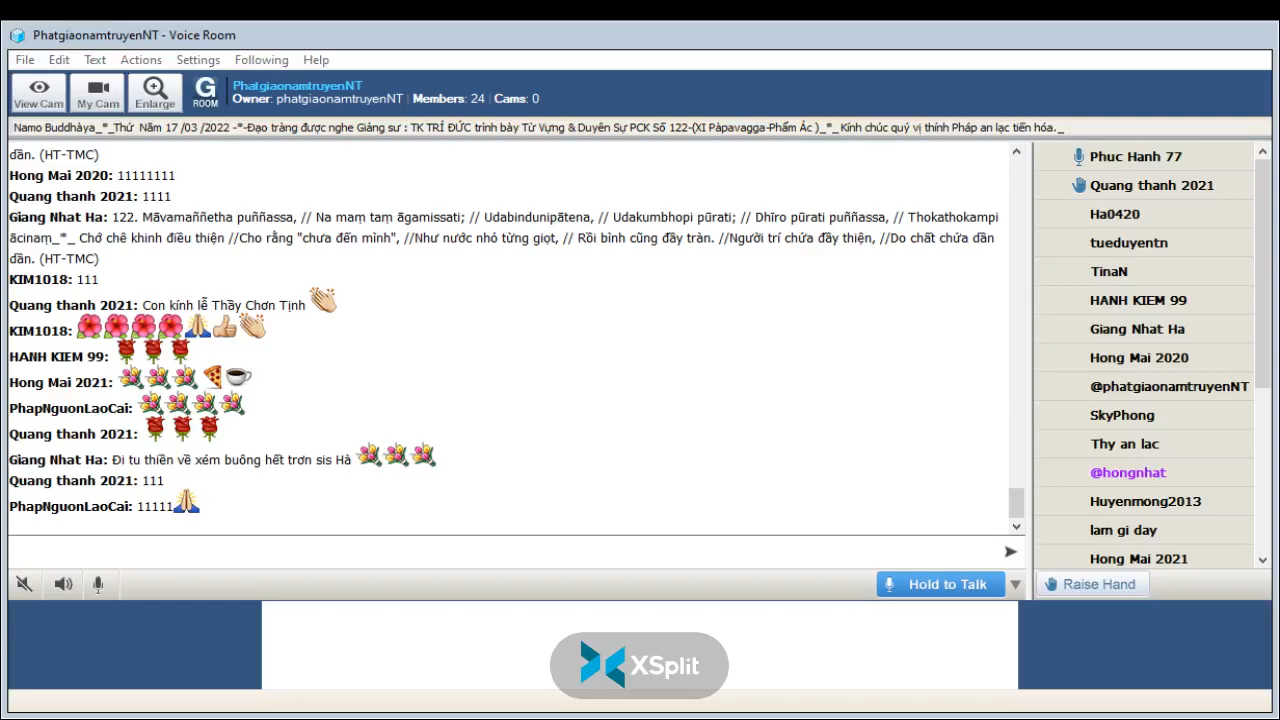 PhatgiaonamtruyenNT - Voice Room
File Edit Text Actions Settings Following Help
View Cam My Cam Enlarge G ROOM
PhatgiaonamtruyenNT
Owner: phatgiaonamtruyenNT | Members: 24 | Cams: 0
Namo Buddhàya_*_Thứ Năm 17 /03 /2022 -*-Đạo tràng được nghe Giảng sư : TK TRÍ ĐỨC trình bày Từ Vựng & Duyên Sự PCK Số 122-(XI Pàpavagga-Phẩm Ác )_*_ Kính chúc quý vị thính Pháp an lạc tiến hóa._
dần. (HT-TMC)
Hong Mai 2020: 11111111
Quang thanh 2021: 1111
Giang Nhat Ha: 122. Māvamaññetha puññassa, // Na maṃ taṃ āgamissati; // Udabindunipātena, // Udakumbhopi pūrati; // Dhīro pūrati puññassa, // Thokathokampi
ācinaṃ_*_ Chớ chê khinh điều thiện //Cho rằng "chưa đến mình", //Như nước nhỏ từng giọt, // Rồi bình cũng đầy tràn. //Người trí chứa đầy thiện, //Do chất chứa dần
dần. (HT-TMC)
KIM1018: 111
Quang thanh 2021: Con kính lễ Thầy Chơn Tịnh 👏
KIM1018: 🌺🌺🌺🌺🙏👍👏
HANH KIEM 99: 🌹🌹🌹
Hong Mai 2021: 💐💐💐🍕☕
PhapNguonLaoCai: 💐💐💐💐
Quang thanh 2021: 🌹🌹🌹
Giang Nhat Ha: Đi tu thiền về xém buông hết trơn sis Hà 💐💐💐
Quang thanh 2021: 111
PhapNguonLaoCai: 11111🙏
Phuc Hanh 77
Quang thanh 2021
Ha0420
tueduyentn
TinaN
HANH KIEM 99
Giang Nhat Ha
Hong Mai 2020
@phatgiaonamtruyenNT
SkyPhong
Thy an lac
@hongnhat
Huyenmong2013
lam gi day
Hong Mai 2021
Hold to Talk
Raise Hand
XSplit